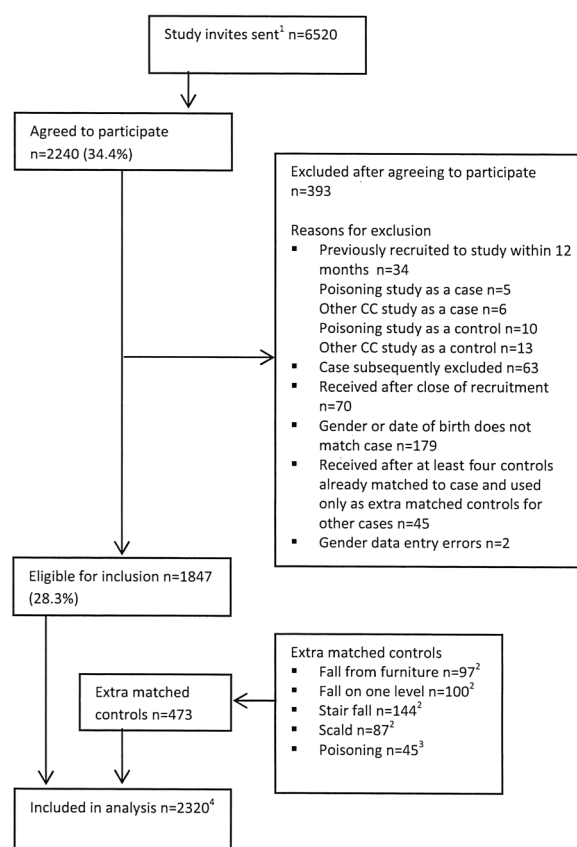 Study invites sent¹ n=6520
Agreed to participate
n=2240 (34.4%)
Excluded after agreeing to participate
n=393
Reasons for exclusion
▪ Previously recruited to study within 12
months n=34
Poisoning study as a case n=5
Other CC study as a case n=6
Poisoning study as a control n=10
Other CC study as a control n=13
▪ Case subsequently excluded n=63
▪ Received after close of recruitment
n=70
▪ Gender or date of birth does not
match case n=179
▪ Received after at least four controls
already matched to case and used
only as extra matched controls for
other cases n=45
▪ Gender data entry errors n=2
Eligible for inclusion n=1847
(28.3%)
Extra matched controls
▪ Fall from furniture n=97²
▪ Fall on one level n=100²
▪ Stair fall n=144²
▪ Scald n=87²
▪ Poisoning n=45³
Extra matched
controls n=473
Included in analysis n=2320⁴